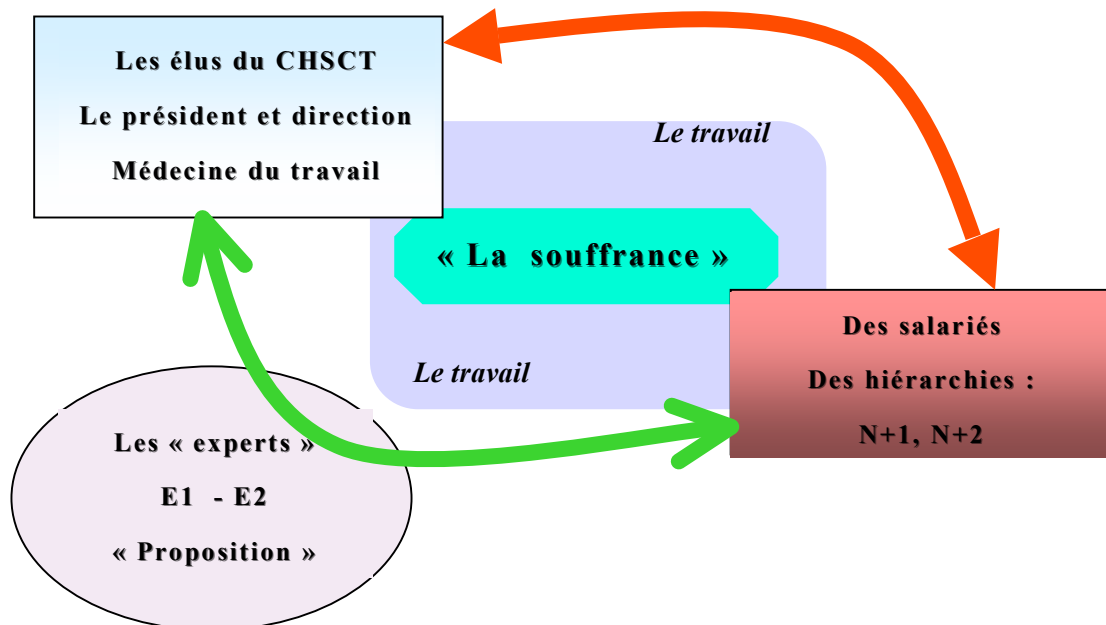 Les élus du CHSCT
Le président et direction
Médecine du travail
Le travail
« La souffrance »
Des salariés
Des hiérarchies :
N+1, N+2
Le travail
Les « experts »
E1 - E2
« Proposition »